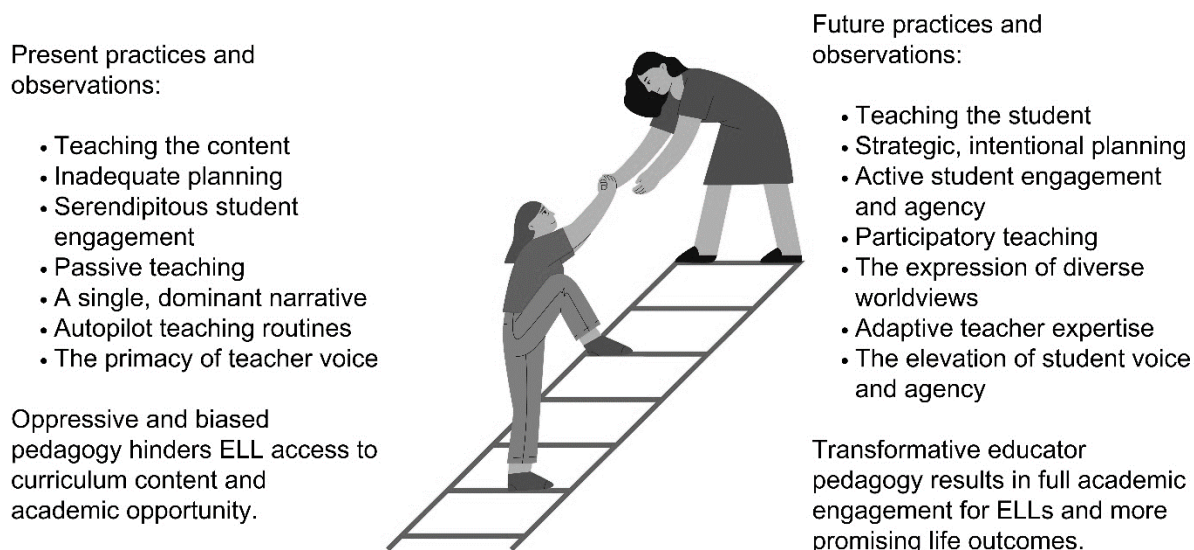 Present practices and
observations:
• Teaching the content
• Inadequate planning
• Serendipitous student
engagement
• Passive teaching
• A single, dominant narrative
• Autopilot teaching routines
• The primacy of teacher voice
Oppressive and biased
pedagogy hinders ELL access to
curriculum content and
academic opportunity.
Future practices and
observations:
• Teaching the student
• Strategic, intentional planning
• Active student engagement
and agency
• Participatory teaching
• The expression of diverse
worldviews
• Adaptive teacher expertise
• The elevation of student voice
and agency
Transformative educator
pedagogy results in full academic
engagement for ELLs and more
promising life outcomes.